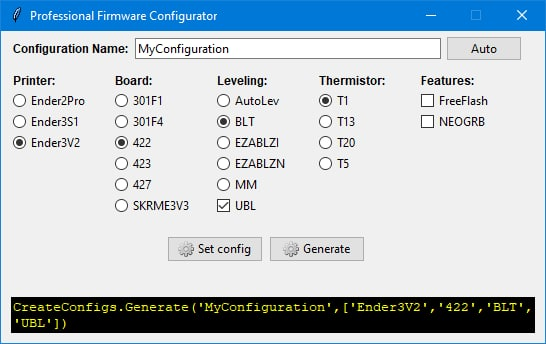 Professional Firmware Configurator
Configuration Name: MyConfiguration Auto
Printer: Board: Leveling: Thermistor: Features:
Ender2Pro 301F1 AutoLev T1 FreeFlash
Ender3S1 301F4 BLT T13 NEOGRB
Ender3V2 422 EZABLZI T20
423 EZABLZN T5
427 MM
SKRME3V3 UBL
Set config Generate
CreateConfigs.Generate('MyConfiguration',['Ender3V2','422','BLT',
'UBL'])